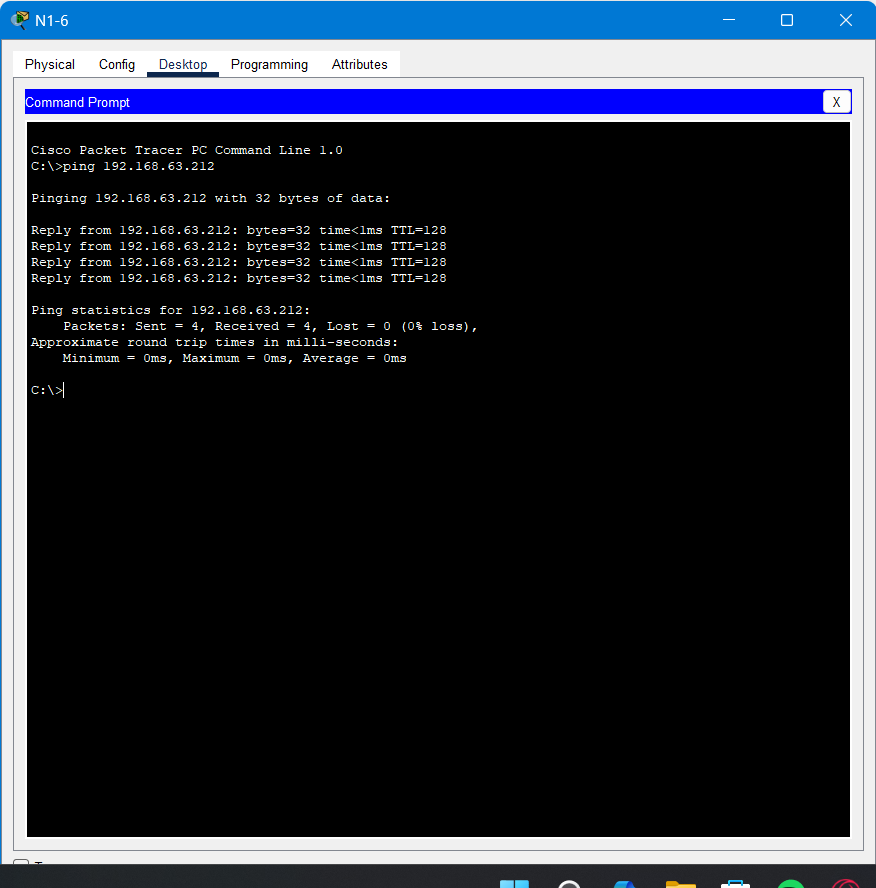 N1-6
Physical Config Desktop Programming Attributes
Command Prompt X
Cisco Packet Tracer PC Command Line 1.0
C:\>ping 192.168.63.212
Pinging 192.168.63.212 with 32 bytes of data:
Reply from 192.168.63.212: bytes=32 time<1ms TTL=128
Reply from 192.168.63.212: bytes=32 time<1ms TTL=128
Reply from 192.168.63.212: bytes=32 time<1ms TTL=128
Reply from 192.168.63.212: bytes=32 time<1ms TTL=128
Ping statistics for 192.168.63.212:
Packets: Sent = 4, Received = 4, Lost = 0 (0% loss),
Approximate round trip times in milli-seconds:
Minimum = 0ms, Maximum = 0ms, Average = 0ms
C:\>